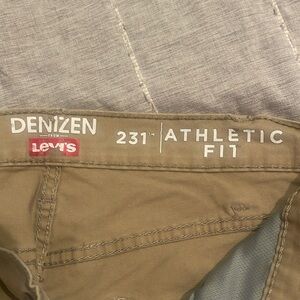 DENIZEN
FROM
Levi's
231™ | ATHLETIC
FIT